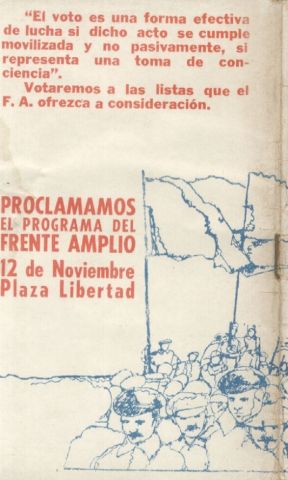 "El voto es una forma efectiva
de lucha si dicho acto se cumple
movilizada y no pasivamente, si
representa una toma de con-
ciencia".
Votaremos a las listas que el
F. A. ofrezca a consideración.
PROCLAMAMOS
EL PROGRAMA DEL
FRENTE AMPLIO
12 de Noviembre
Plaza Libertad